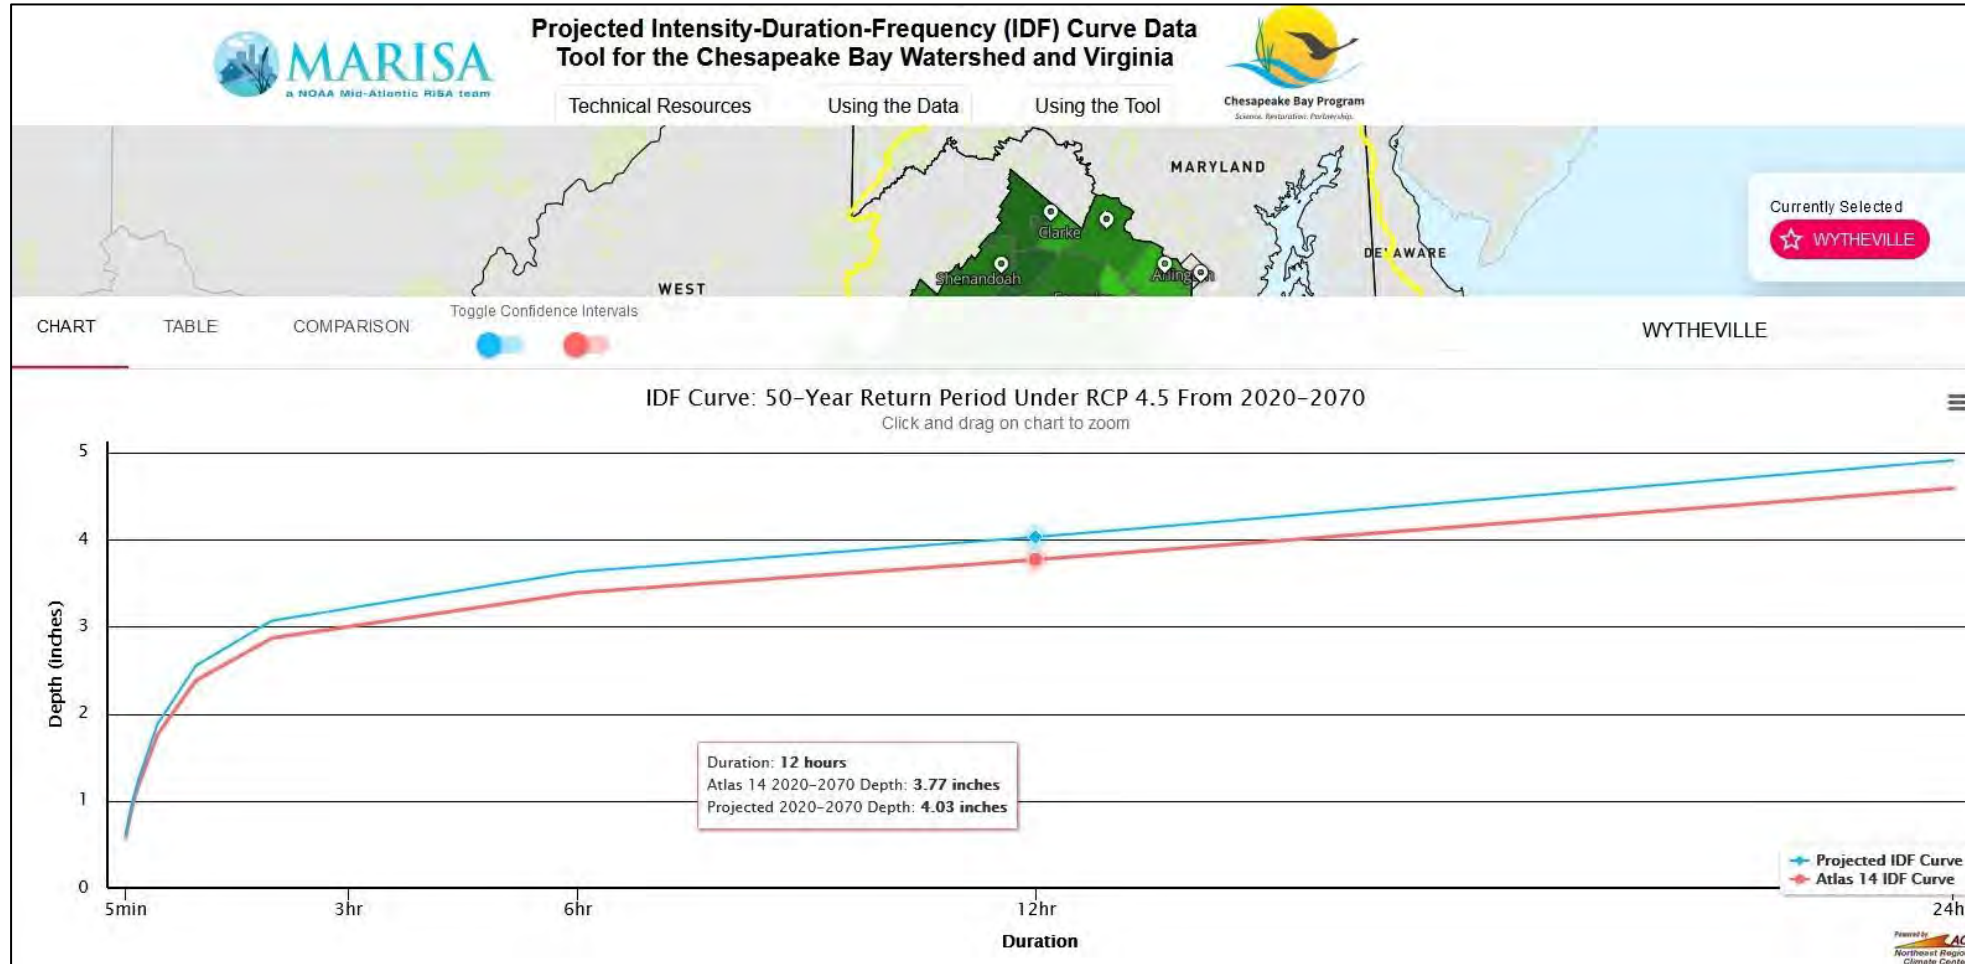 MARISA
a NOAA Mid-Atlantic RISA team
Projected Intensity-Duration-Frequency (IDF) Curve Data
Tool for the Chesapeake Bay Watershed and Virginia
Technical Resources
Using the Data
Using the Tool
Chesapeake Bay Program
Science. Restoration. Partnership.
MARYLAND
Clarke
Shenandoah
WEST
Currently Selected
WYTHEVILLE
CHART
TABLE
COMPARISON
Toggle Confidence Intervals
WYTHEVILLE
IDF Curve: 50-Year Return Period Under RCP 4.5 From 2020-2070
Click and drag on chart to zoom
Depth (inches)
5
4
3
2
1
0
Duration: 12 hours
Atlas 14 2020-2070 Depth: 3.77 inches
Projected 2020-2070 Depth: 4.03 inches
Projected IDF Curve
Atlas 14 IDF Curve
5min
3hr
6hr
12hr
24h
Duration
Powered by